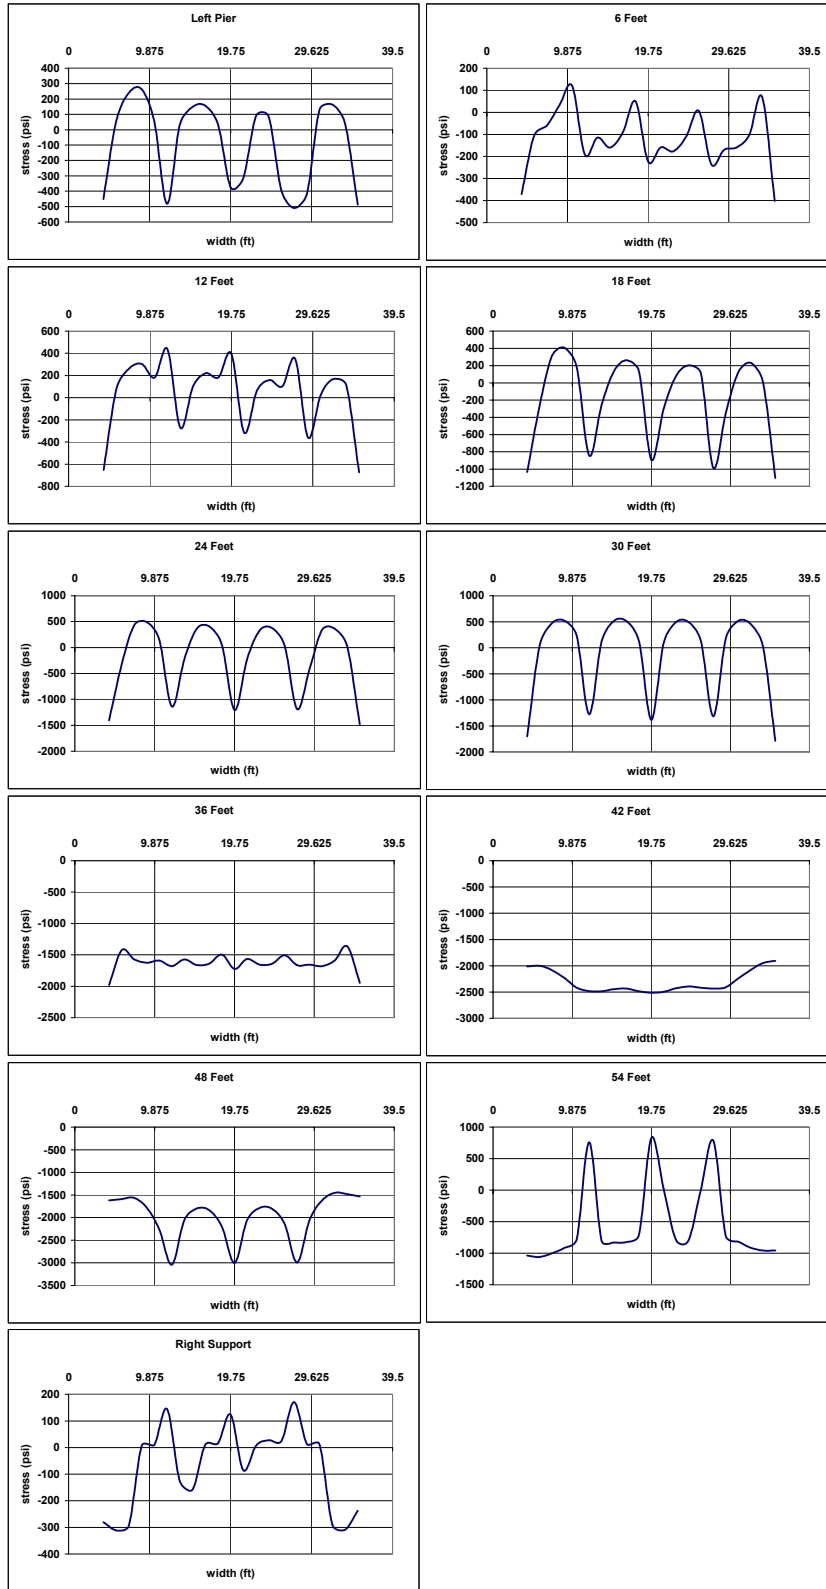 Left Pier
0 9.875 19.75 29.625 39.5
400
300
200
100
0
-100
-200
-300
-400
-500
-600
stress (psi)
width (ft)
6 Feet
0 9.875 19.75 29.625 39.5
200
100
0
-100
-200
-300
-400
-500
stress (psi)
width (ft)
12 Feet
0 9.875 19.75 29.625 39.5
600
400
200
0
-200
-400
-600
-800
stress (psi)
width (ft)
18 Feet
0 9.875 19.75 29.625 39.5
600
400
200
0
-200
-400
-600
-800
-1000
-1200
stress (psi)
width (ft)
24 Feet
0 9.875 19.75 29.625 39.5
1000
500
0
-500
-1000
-1500
-2000
stress (psi)
width (ft)
30 Feet
0 9.875 19.75 29.625 39.5
1000
500
0
-500
-1000
-1500
-2000
stress (psi)
width (ft)
36 Feet
0 9.875 19.75 29.625 39.5
0
-500
-1000
-1500
-2000
-2500
stress (psi)
width (ft)
42 Feet
0 9.875 19.75 29.625 39.5
0
-500
-1000
-1500
-2000
-2500
-3000
stress (psi)
width (ft)
48 Feet
0 9.875 19.75 29.625 39.5
0
-500
-1000
-1500
-2000
-2500
-3000
-3500
stress (psi)
width (ft)
54 Feet
0 9.875 19.75 29.625 39.5
1000
500
0
-500
-1000
-1500
stress (psi)
width (ft)
Right Support
0 9.875 19.75 29.625 39.5
200
100
0
-100
-200
-300
-400
stress (psi)
width (ft)